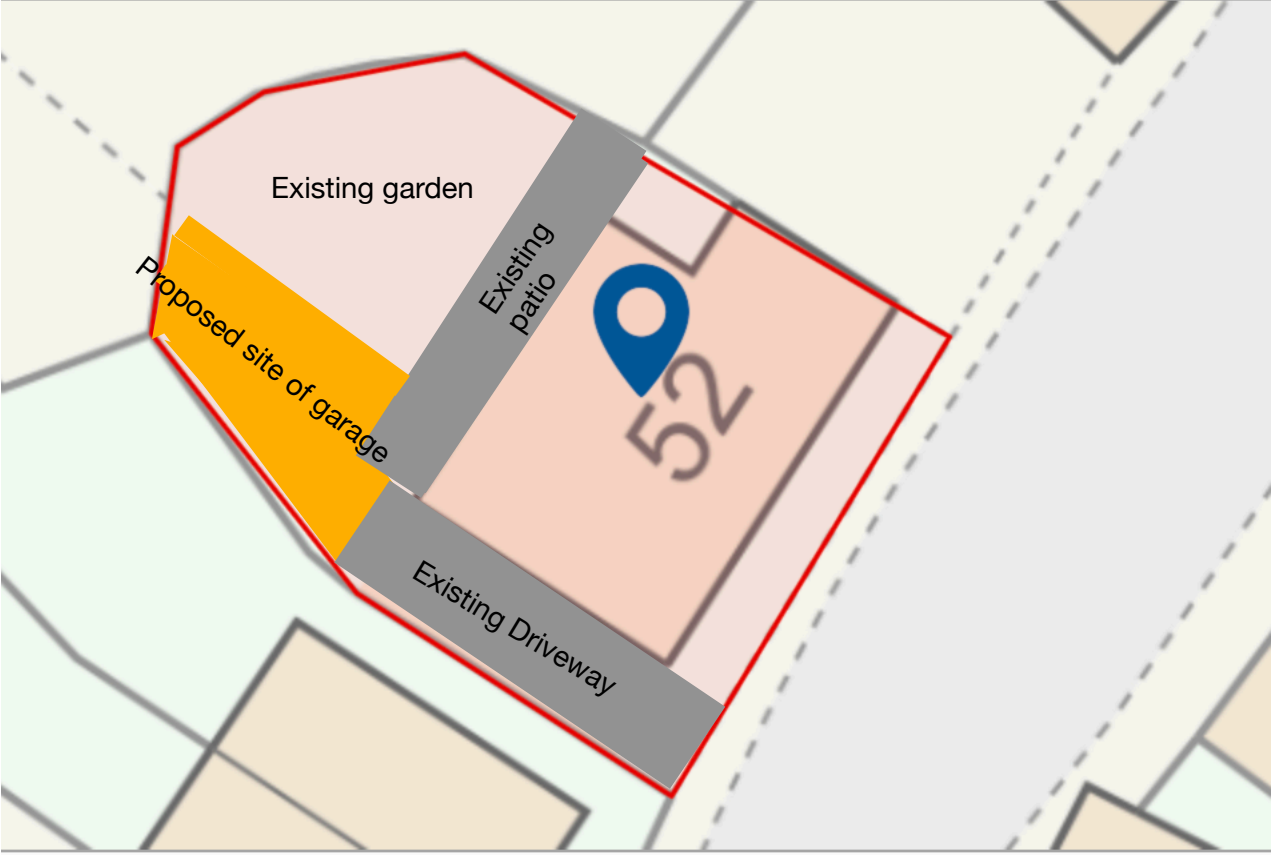 Existing garden
Existing
patio
Proposed site of garage
52
Existing Driveway